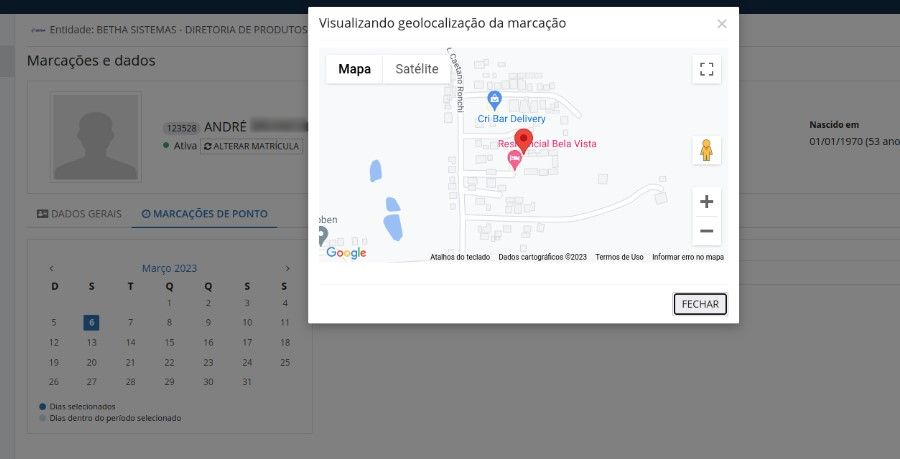 Visualizando geolocalização da marcação
×
Entidade: BETHA SISTEMAS - DIRETORIA DE PRODUTOS
Marcações e dados
123528 ANDRÉ
Ativa ALTERAR MATRÍCULA
Nascido em
01/01/1970 (53 ano
DADOS GERAIS
MARCAÇÕES DE PONTO
Mapa
Satélite
Caetano Ronchi
Cri Bar Delivery
Residencial Bela Vista
oben
Google
Atalhos do teclado
Dados cartográficos ©2023
Termos de Uso
Informar erro no mapa
FECHAR
‹ Março 2023 ›
D S T Q Q S S
1 2 3 4
5 6 7 8 9 10 11
12 13 14 15 16 17 18
19 20 21 22 23 24 25
26 27 28 29 30 31
Dias selecionados
Dias dentro do período selecionado